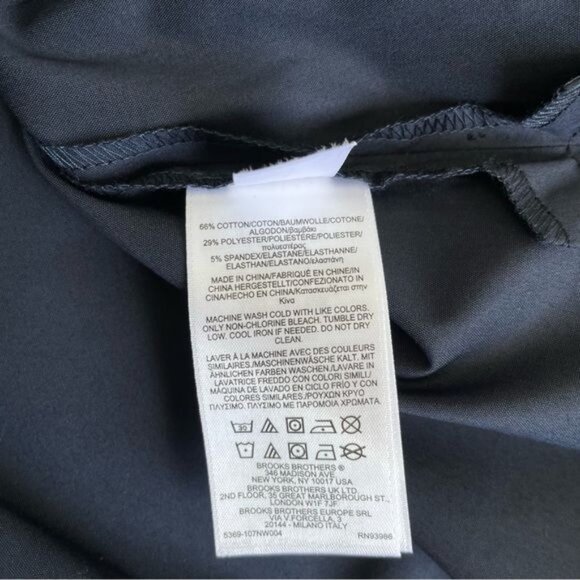 66% COTTON/COTON/BAUMWOLLE/COTONE/
ALGODON/βαμβάκι
29% POLYESTER/POLIESTERE/POLIESTER/
πολυεστέρας
5% SPANDEX/ELASTANE/ELASTHANNE/
ELASTHAN/ELASTANO/ελαστάνη
MADE IN CHINA/FABRIQUÉ EN CHINE/IN
CHINA HERGESTELLT/CONFEZIONATO IN
CINA/HECHO EN CHINA/Κατασκευάζεται στην
Κίνα
MACHINE WASH COLD WITH LIKE COLORS.
ONLY NON-CHLORINE BLEACH. TUMBLE DRY
LOW. COOL IRON IF NEEDED. DO NOT DRY
CLEAN.
LAVER À LA MACHINE AVEC DES COULEURS
SIMILAIRES./MASCHINENWÄSCHE KALT. MIT
ÄHNLICHEN FARBEN WASCHEN/LAVARE IN
LAVATRICE FREDDO CON COLORI SIMILI./
MÁQUINA DE LAVADO EN CICLO FRÍO Y CON
COLORES SIMILARES/ΡΟΥΧΩΝ ΚΡΥΟ
ΠΛΥΣΙΜΟ. ΠΛΥΣΙΜΟ ΜΕ ΠΑΡΟΜΟΙΑ ΧΡΩΜΑΤΑ.
30
BROOKS BROTHERS ®
346 MADISON AVE
NEW YORK, NY 10017 USA
BROOKS BROTHERS UK LTD
2ND FLOOR, 35 GREAT MARLBOROUGH ST.
LONDON W1F 7JF
BROOKS BROTHERS EUROPE SRL
VIA V.FORCELLA, 3
20144 - MILANO ITALY
5369-107NW004 RN93986